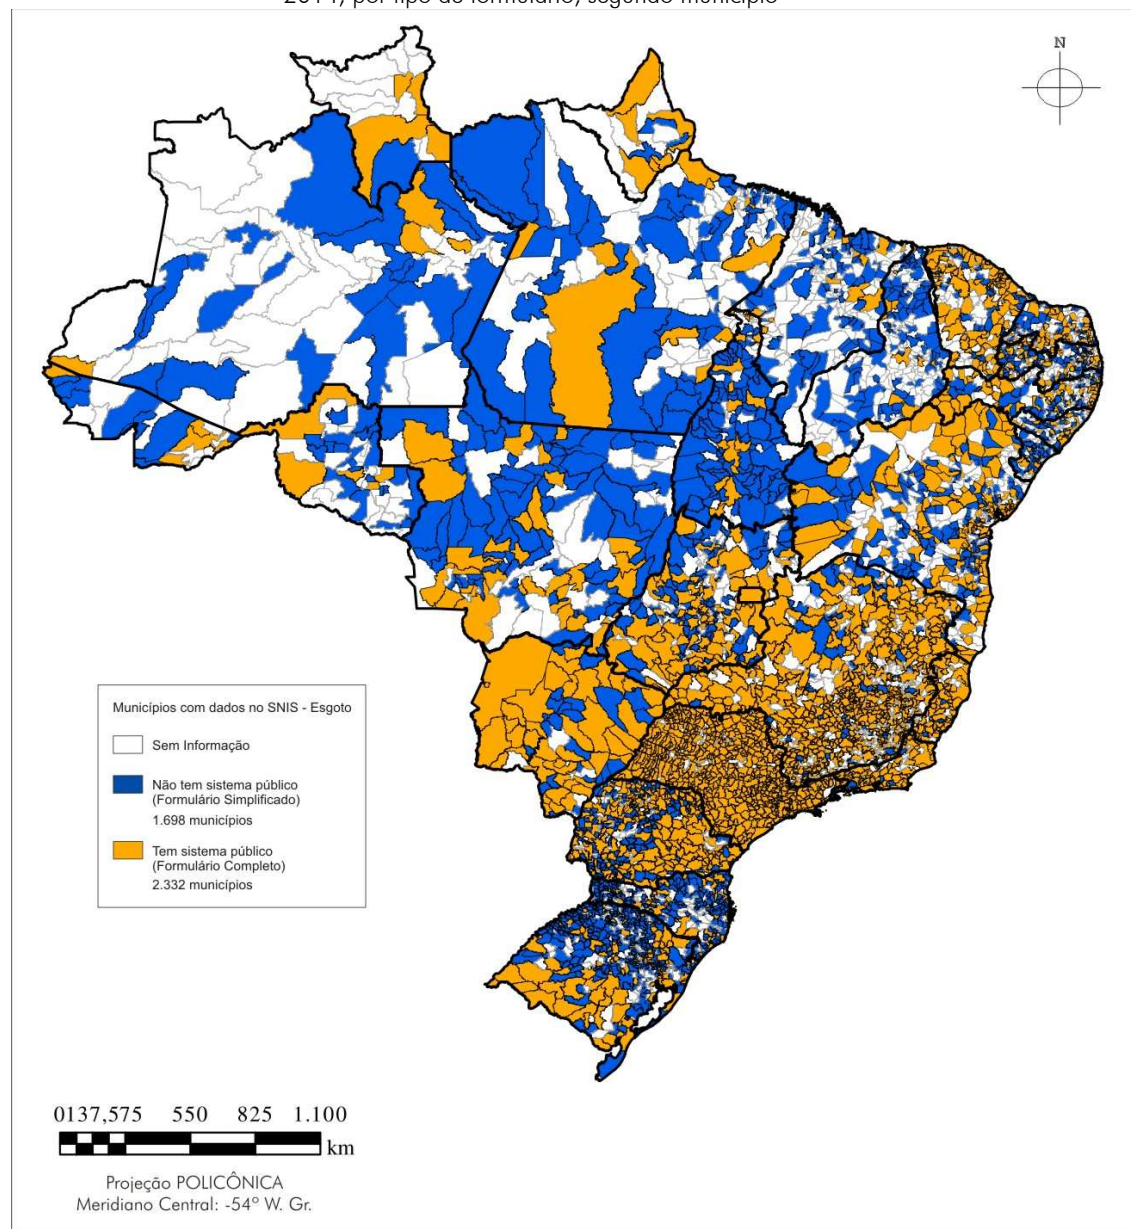 2014, por tipo de formulário, segundo município
N
Municípios com dados no SNIS - Esgoto
Sem Informação
Não tem sistema público
(Formulário Simplificado)
1.698 municípios
Tem sistema público
(Formulário Completo)
2.332 municípios
0137,575 550 825 1.100
km
Projeção POLICÔNICA
Meridiano Central: -54º W. Gr.